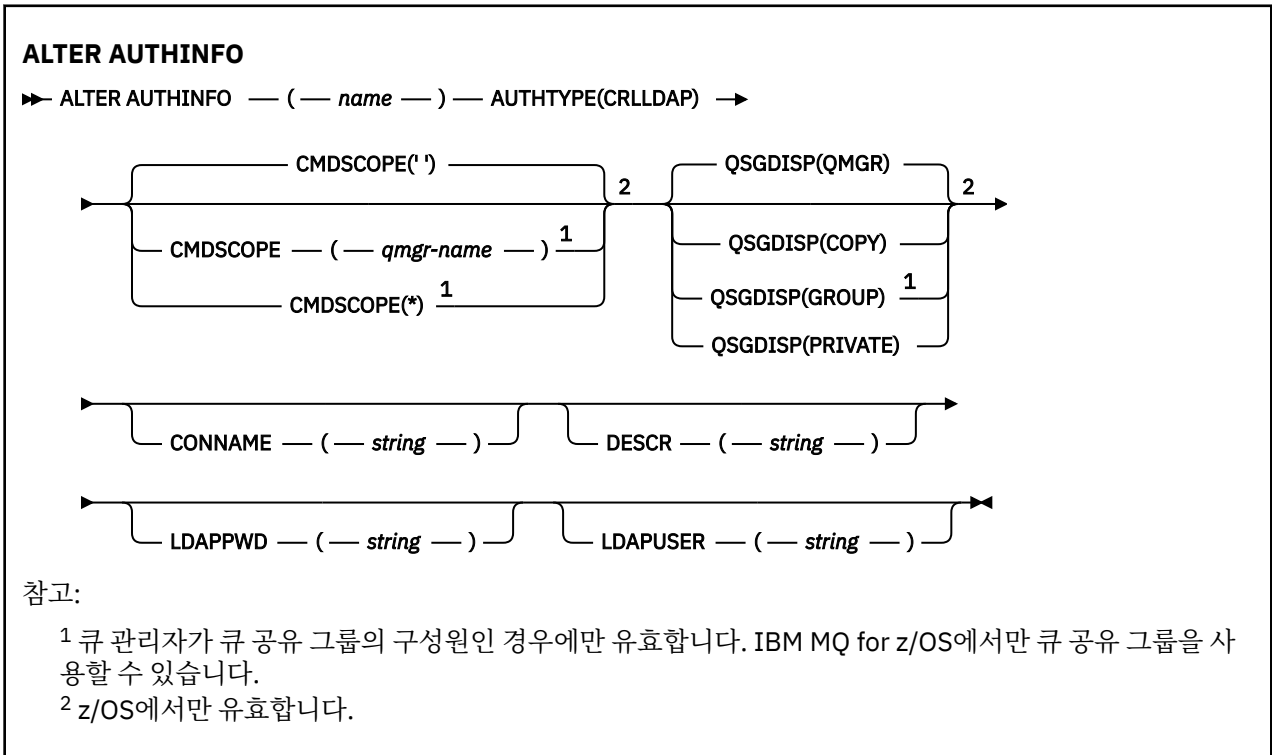 ALTER AUTHINFO
ALTER AUTHINFO — ( — name — ) — AUTHTYPE(CRLLDAP)
CMDSCOPE(' ')
2
CMDSCOPE — ( — qmgr-name — ) 1
CMDSCOPE(*) 1
QSGDISP(QMGR)
2
QSGDISP(COPY)
QSGDISP(GROUP) 1
QSGDISP(PRIVATE)
CONNAME — ( — string — )
DESCR — ( — string — )
LDAPPWD — ( — string — )
LDAPUSER — ( — string — )
참고:
1 큐 관리자가 큐 공유 그룹의 구성원인 경우에만 유효합니다. IBM MQ for z/OS에서만 큐 공유 그룹을 사
용할 수 있습니다.
2 z/OS에서만 유효합니다.